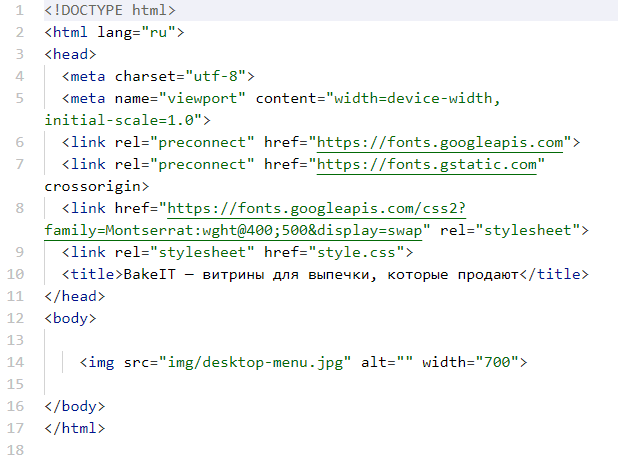 1 <!DOCTYPE html>
2 <html lang="ru">
3 <head>
4   <meta charset="utf-8">
5   <meta name="viewport" content="width=device-width,
initial-scale=1.0">
6   <link rel="preconnect" href="https://fonts.googleapis.com">
7   <link rel="preconnect" href="https://fonts.gstatic.com"
crossorigin>
8   <link href="https://fonts.googleapis.com/css2?
family=Montserrat:wght@400;500&display=swap" rel="stylesheet">
9   <link rel="stylesheet" href="style.css">
10   <title>BakeIT — витрины для выпечки, которые продают</title>
11 </head>
12 <body>
13
14     <img src="img/desktop-menu.jpg" alt="" width="700">
15
16 </body>
17 </html>
18